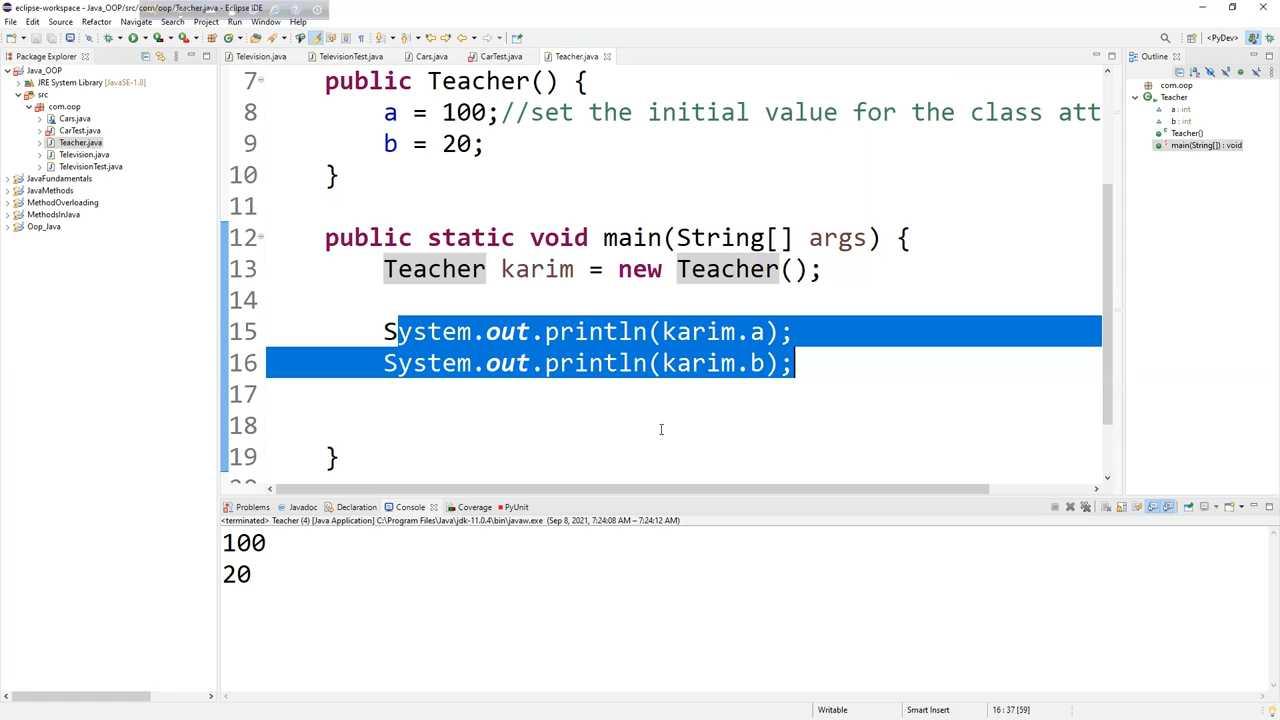 eclipse-workspace - Java_OOP/src/com/oop/Teacher.java - Eclipse IDE
File Edit Source Refactor Navigate Search Project Run Window Help
<PyDev>
Package Explorer
Java_OOP
JRE System Library [JavaSE-1.8]
src
com.oop
Cars.java
CarTest.java
Teacher.java
Television.java
TelevisionTest.java
JavaFundamentals
JavaMethods
MethodOverloading
MethodsInJava
Oop_Java
Television.java TelevisionTest.java Cars.java CarTest.java Teacher.java
7 public Teacher() {
8 a = 100;//set the initial value for the class att
9 b = 20;
10 }
11
12 public static void main(String[] args) {
13 Teacher karim = new Teacher();
14
15 System.out.println(karim.a);
16 System.out.println(karim.b);
17
18
19 }
Outline
com.oop
Teacher
a : int
b : int
Teacher()
main(String[]) : void
Problems Javadoc Declaration Console Coverage PyUnit
<terminated> Teacher (4) [Java Application] C:\Program Files\Java\jdk-11.0.4\bin\javaw.exe (Sep 8, 2021, 7:24:08 AM – 7:24:12 AM)
100
20
Writable Smart Insert 16 : 37 [59]